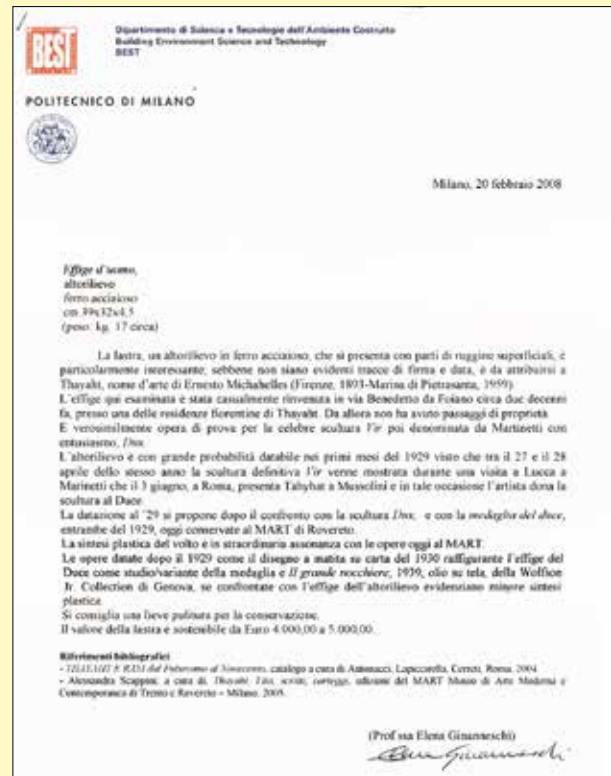 BEST
Dipartimento di Scienza e Tecnologie dell'Ambiente Costruito
Building Environment Science and Technology
BEST
POLITECNICO DI MILANO
Milano, 20 febbraio 2008
Effige d'uomo,
altorilievo
ferro acciaioso
cm 39x32x4,5
(peso: kg. 17 circa)
La lastra, un altorilievo in ferro acciaioso, che si presenta con parti di ruggine superficiali, è
particolarmente interessante, sebbene non siano evidenti tracce di firma e data, è da attribuirsi a
Thayaht, nome d'arte di Ernesto Michahelles (Firenze, 1893-Marina di Pietrasanta, 1959).
L'effige qui esaminata è stata casualmente rinvenuta in via Benedetto da Foiano circa due decenni
fa, presso una delle residenze fiorentine di Thayaht. Da allora non ha avuto passaggi di proprietà.
E verosimilmente opera di prova per la celebre scultura Vir poi denominata da Martinetti con
entusiasmo, Dux.
L'altorilievo è con grande probabilità databile nei primi mesi del 1929 visto che tra il 27 e il 28
aprile dello stesso anno la scultura definitiva Vir venne mostrata durante una visita a Lucca a
Marinetti che il 3 giugno, a Roma, presenta Tahyhat a Mussolini e in tale occasione l'artista dona la
scultura al Duce.
La datazione al '29 si propone dopo il confronto con la scultura Dux, e con la medaglia del duce,
entrambe del 1929, oggi conservate al MART di Rovereto.
La sintesi plastica del volto è in straordinaria assonanza con le opere oggi al MART.
Le opere datate dopo il 1929 come il disegno a matita su carta del 1930 raffigurante l'effige del
Duce come studio/variante della medaglia e Il grande nocchiere, 1939, olio su tela, della Wolfson
Jr. Collection di Genova, se confrontate con l'effige dell'altorilievo evidenziano minore sintesi
plastica.
Si consiglia una lieve pulitura per la conservazione.
Il valore della lastra è sostenibile da Euro 4.000,00 a 5.000,00.
Riferimenti bibliografici
- THAYAHT E RAM dal Futurismo al Novecento, catalogo a cura di Antonacci, Lapiccirella, Cerreti, Roma, 2004
- Alessandra Scappini, a cura di, Thayaht. Vita, scritti, carteggi, edizioni del MART Museo di Arte Moderna e
Contemporanea di Trento e Rovereto – Milano, 2005.
(Prof ssa Elena Ginanneschi)
Elena Ginanneschi